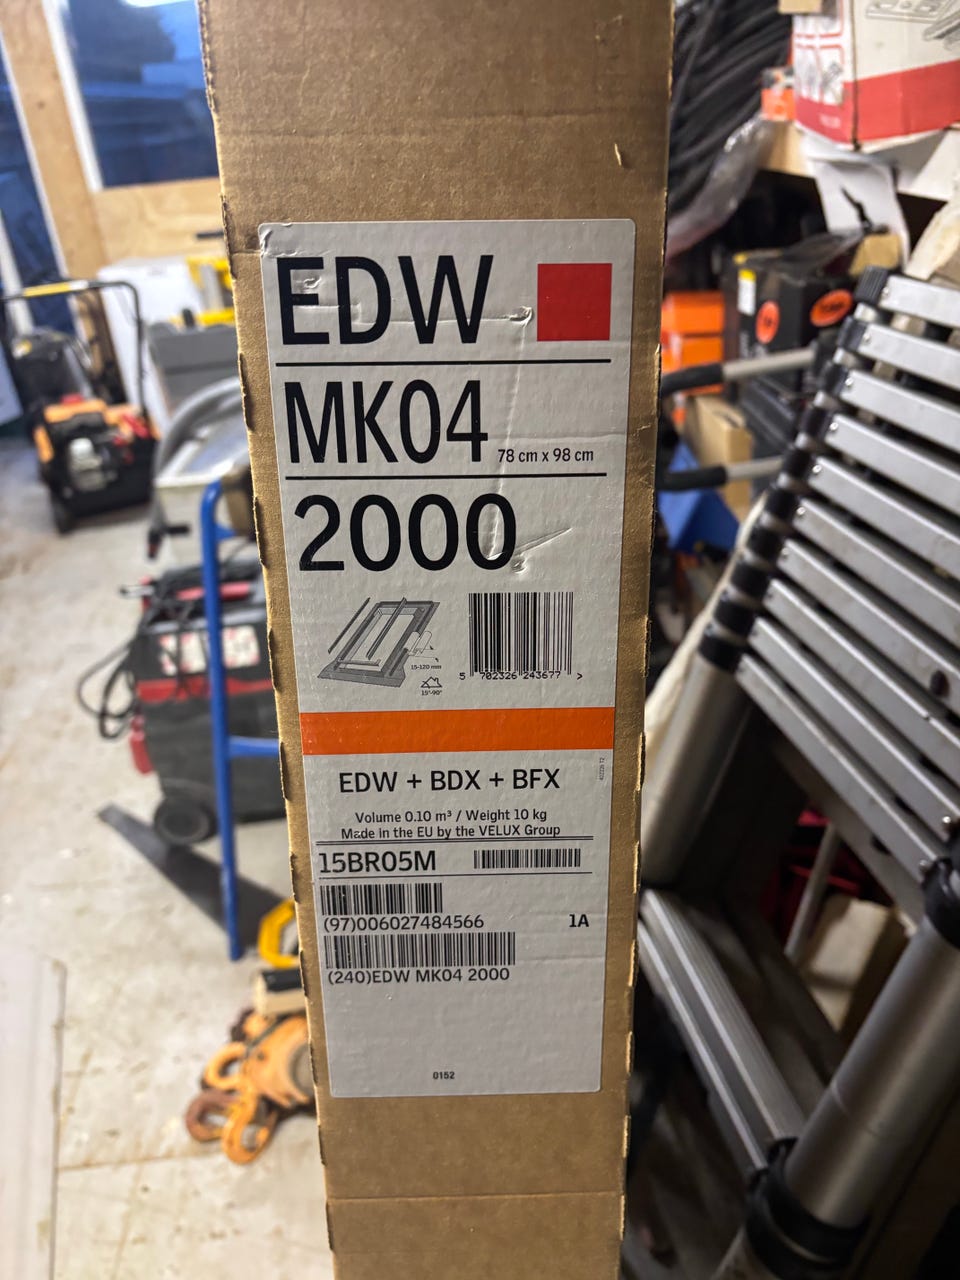 EDW
MK04 78 cm x 98 cm
2000
15-120 mm
15°-90°
5 702326 243677 >
EDW + BDX + BFX
Volume 0.10 m³ / Weight 10 kg
Made in the EU by the VELUX Group
15BR05M
(97)006027484566 1A
(240)EDW MK04 2000
0152